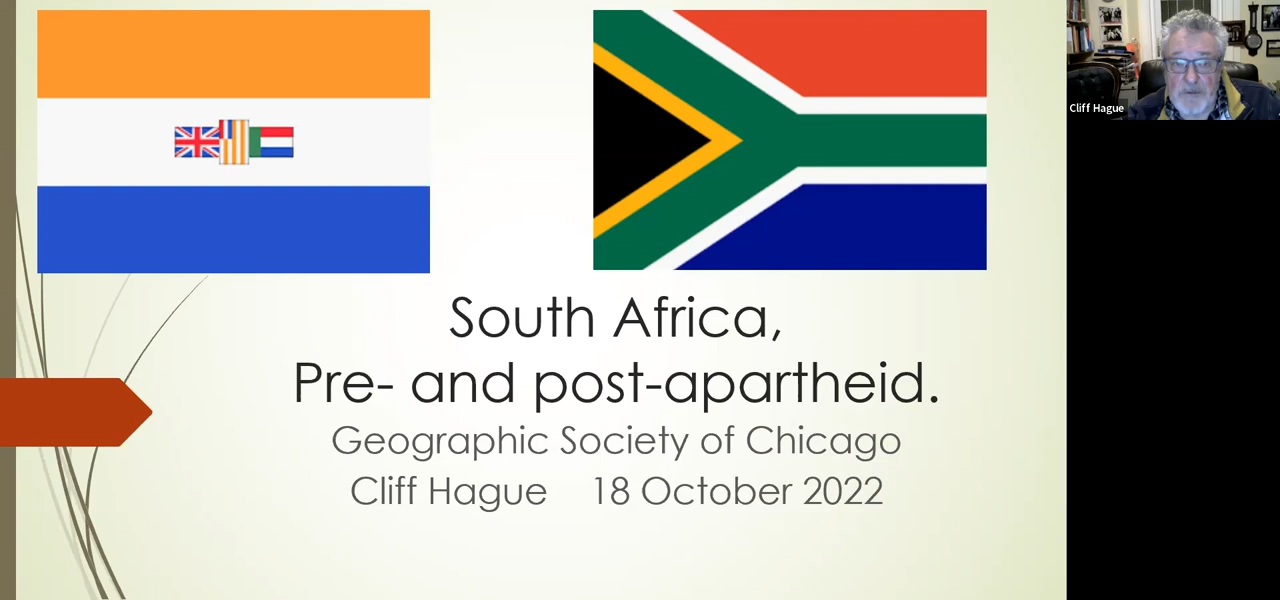 South Africa,
Pre- and post-apartheid.
Geographic Society of Chicago
Cliff Hague 18 October 2022
Cliff Hague